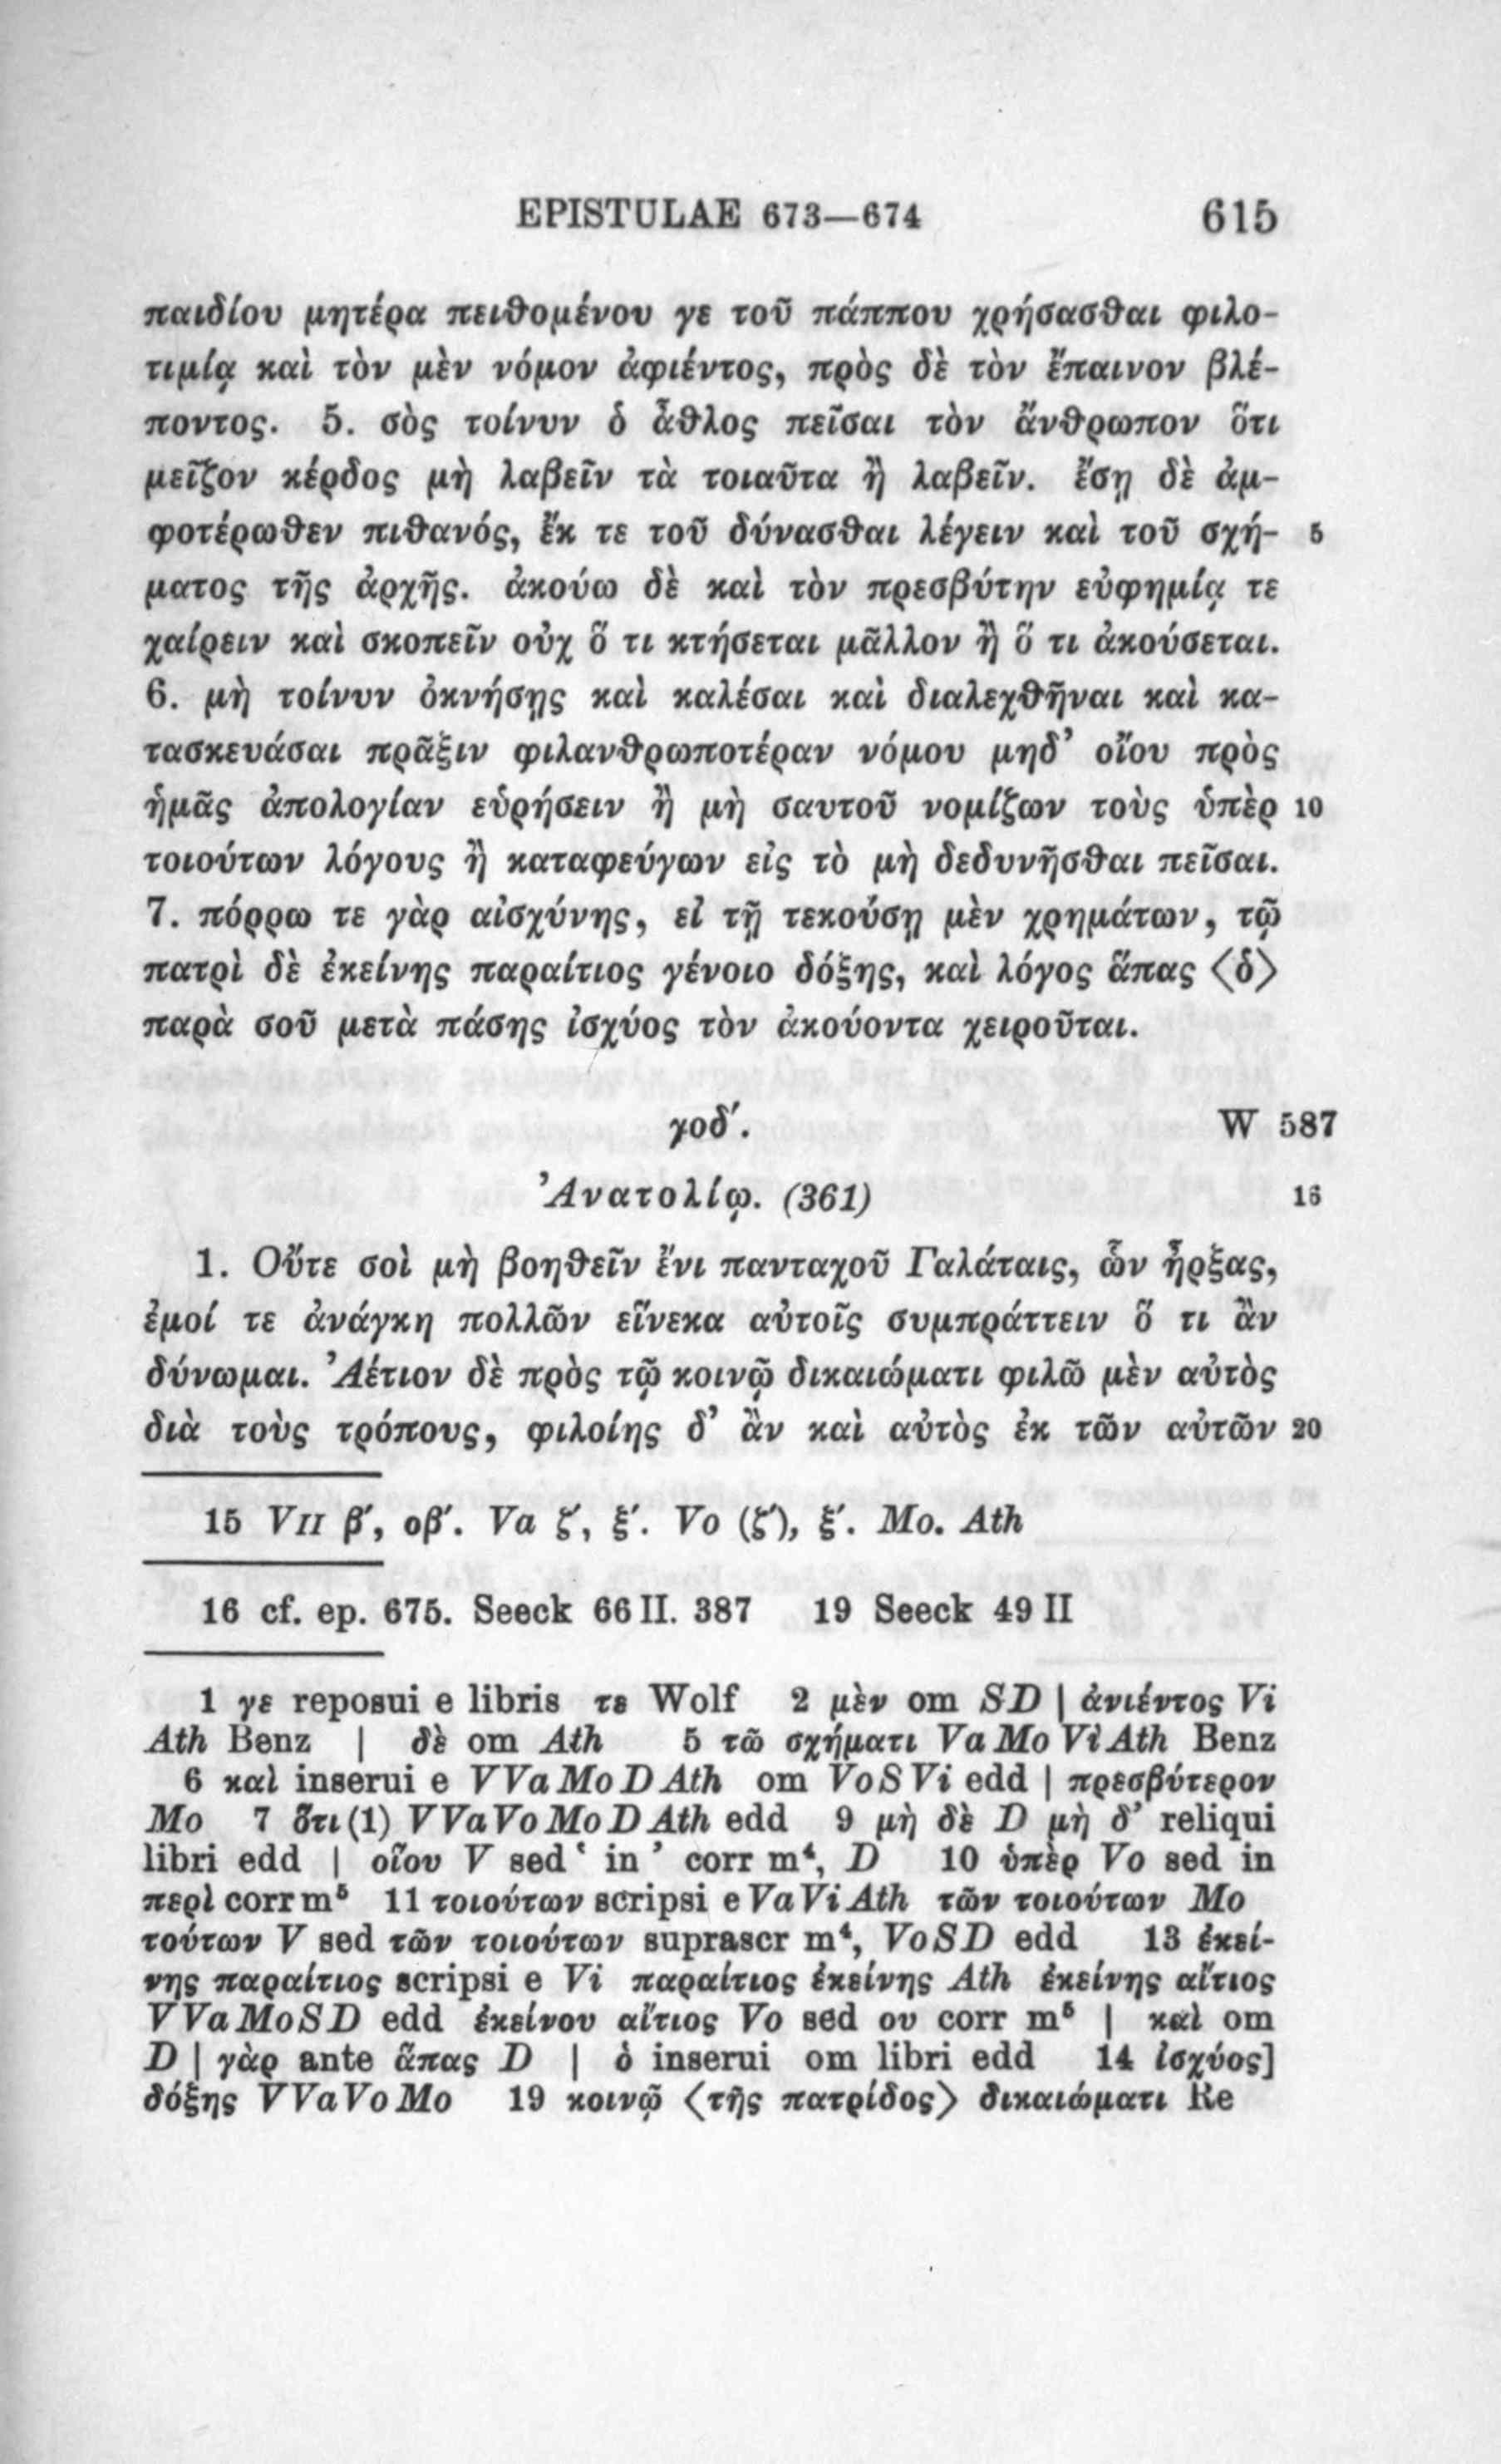 EPISTULAE 673—674 615
παιδίου μητέρα πειθομένου γε τοῦ πάππου χρήσασθαι φιλο-
τιμίᾳ καὶ τὸν μὲν νόμον ἀφιέντος, πρὸς δὲ τὸν ἔπαινον βλέ-
ποντος. 5. σὸς τοίνυν ὁ ἆθλος πεῖσαι τὸν ἄνθρωπον ὅτι
μεῖζον κέρδος μὴ λαβεῖν τὰ τοιαῦτα ἢ λαβεῖν. ἔσῃ δὲ ἀμ-
φοτέρωθεν πιθανός, ἔκ τε τοῦ δύνασθαι λέγειν καὶ τοῦ σχή- 5
ματος τῆς ἀρχῆς. ἀκούω δὲ καὶ τὸν πρεσβύτην εὐφημίᾳ τε
χαίρειν καὶ σκοπεῖν οὐχ ὅ τι κτήσεται μᾶλλον ἢ ὅ τι ἀκούσεται.
6. μὴ τοίνυν ὀκνήσῃς καὶ καλέσαι καὶ διαλεχθῆναι καὶ κα-
τασκευάσαι πρᾶξιν φιλανθρωποτέραν νόμου μηδ’ οἴου πρὸς
ἡμᾶς ἀπολογίαν εὑρήσειν ἢ μὴ σαυτοῦ νομίζων τοὺς ὑπὲρ 10
τοιούτων λόγους ἢ καταφεύγων εἰς τὸ μὴ δεδυνῆσθαι πεῖσαι.
7. πόρρω τε γὰρ αἰσχύνης, εἰ τῇ τεκούσῃ μὲν χρημάτων, τῷ
πατρὶ δὲ ἐκείνης παραίτιος γένοιο δόξης, καὶ λόγος ἅπας ⟨ὁ⟩
παρὰ σοῦ μετὰ πάσης ἰσχύος τὸν ἀκούοντα χειροῦται.
χοδ′. W 587
Ἀνατολίῳ. (361) 16
1. Οὔτε σοὶ μὴ βοηθεῖν ἔνι πανταχοῦ Γαλάταις, ὧν ἦρξας,
ἐμοί τε ἀνάγκη πολλῶν εἵνεκα αὐτοῖς συμπράττειν ὅ τι ἂν
δύνωμαι. Ἀέτιον δὲ πρὸς τῷ κοινῷ δικαιώματι φιλῶ μὲν αὐτὸς
διὰ τοὺς τρόπους, φιλοίης δ’ ἂν καὶ αὐτὸς ἐκ τῶν αὐτῶν 20
15 V II β′, οβ′. Va ζ′, ξ′. Vo (ζ′), ξ′. Mo. Ath
16 cf. ep. 675. Seeck 66 II. 387 19 Seeck 49 II
1 γε reposui e libris τε Wolf 2 μὲν om S D | ἀνιέντος Vi
Ath Benz | δὲ om Ath 5 τῶ σχήματι Va Mo Vi Ath Benz
6 καὶ inserui e V Va Mo D Ath om Vo S Vi edd | πρεσβύτερον
Mo 7 ὅτι (1) V Va Vo Mo D Ath edd 9 μὴ δὲ D μὴ δ’ reliqui
libri edd | οἵου V sed ʽ in ’ corr m⁴, D 10 ὑπὲρ Vo sed in
περὶ corr m⁵ 11 τοιούτων scripsi e Va Vi Ath τῶν τοιούτων Mo
τούτων V sed τῶν τοιούτων suprascr m⁴, Vo S D edd 13 ἐκεί-
νης παραίτιος scripsi e Vi παραίτιος ἐκείνης Ath ἐκείνης αἴτιος
V Va Mo S D edd ἐκείνου αἴτιος Vo sed ου corr m⁵ | καὶ om
D | γὰρ ante ἅπας D | ὁ inserui om libri edd 14 ἰσχύος]
δόξης V Va Vo Mo 19 κοινῷ ⟨τῆς πατρίδος⟩ δικαιώματι Re